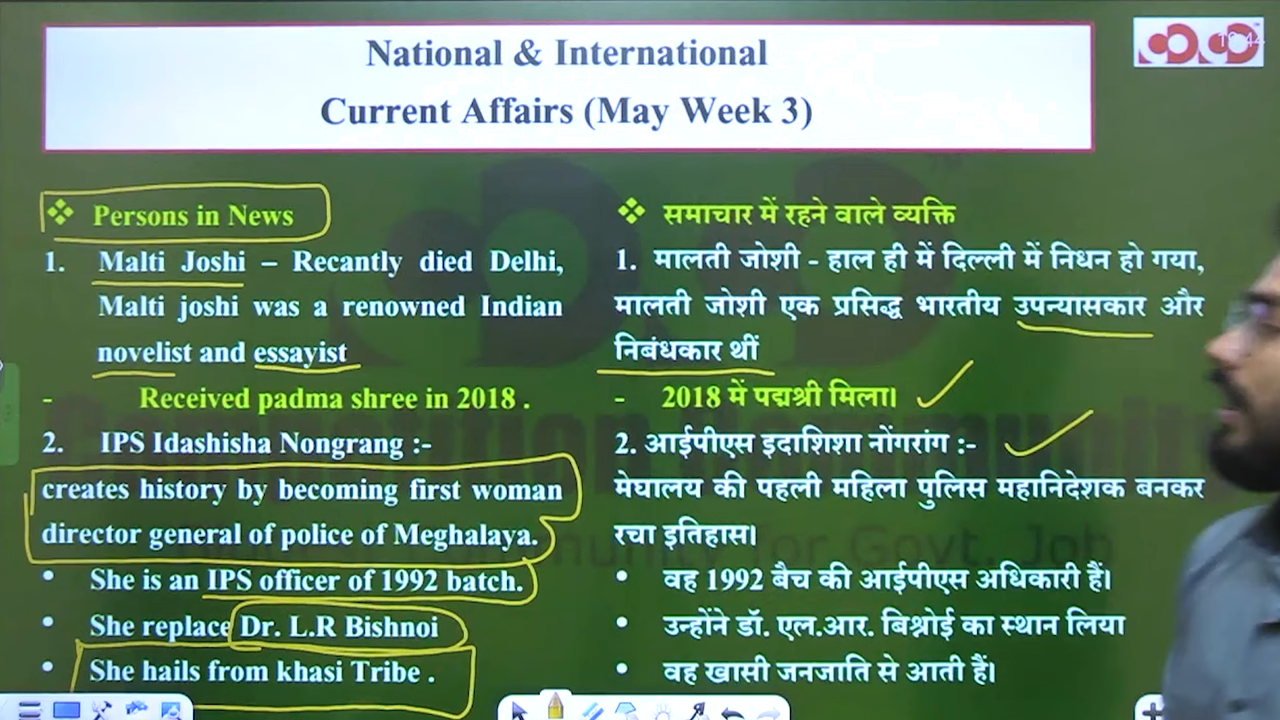 National & International
Current Affairs (May Week 3)
❖ Persons in News
1. Malti Joshi – Recantly died Delhi,
Malti joshi was a renowned Indian
novelist and essayist
- Received padma shree in 2018 .
2. IPS Idashisha Nongrang :-
creates history by becoming first woman
director general of police of Meghalaya.
• She is an IPS officer of 1992 batch.
• She replace Dr. L.R Bishnoi
• She hails from khasi Tribe .
❖ समाचार में रहने वाले व्यक्ति
1. मालती जोशी - हाल ही में दिल्ली में निधन हो गया,
मालती जोशी एक प्रसिद्ध भारतीय उपन्यासकार और
निबंधकार थीं
- 2018 में पद्मश्री मिला।
2. आईपीएस इदाशिशा नोंगरांग :-
मेघालय की पहली महिला पुलिस महानिदेशक बनकर
रचा इतिहास।
• वह 1992 बैच की आईपीएस अधिकारी हैं।
• उन्होंने डॉ. एल.आर. बिश्नोई का स्थान लिया
• वह खासी जनजाति से आती हैं।
for Govt. Job